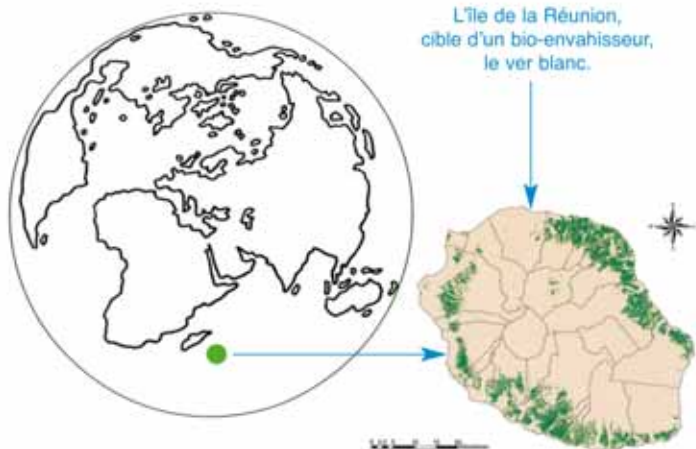 L'île de la Réunion,
cible d'un bio-envahisseur,
le ver blanc.